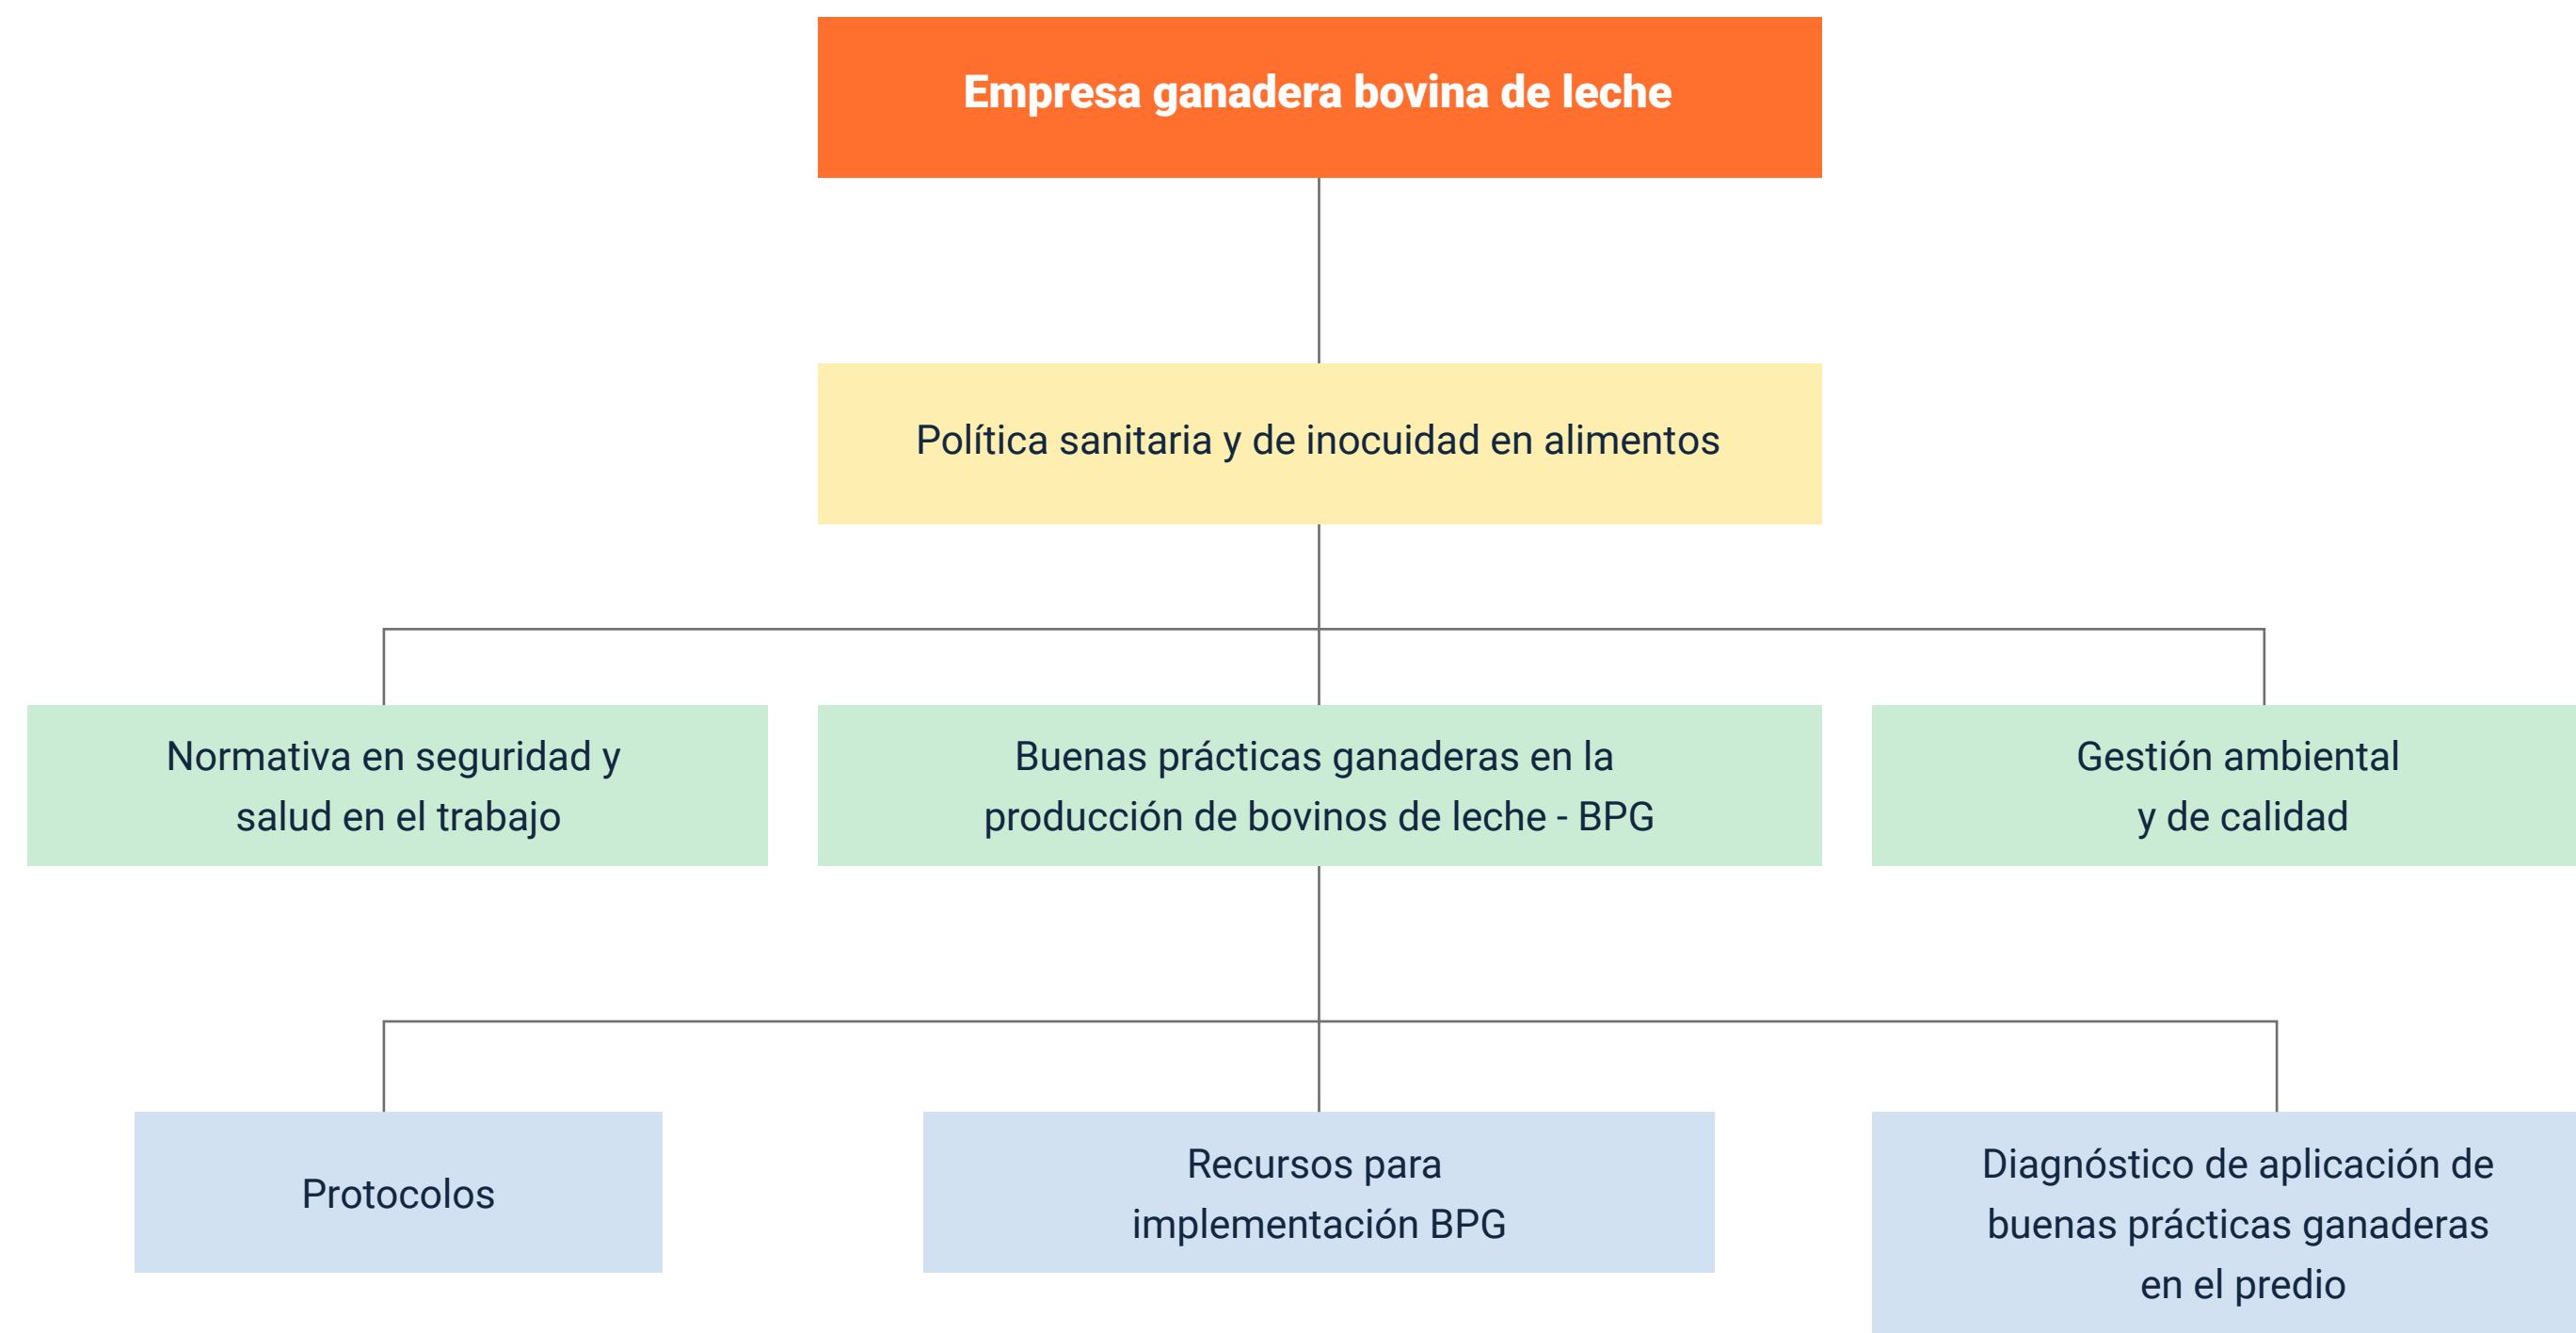 Empresa ganadera bovina de leche
Política sanitaria y de inocuidad en alimentos
Normativa en seguridad y
salud en el trabajo
Buenas prácticas ganaderas en la
producción de bovinos de leche - BPG
Gestión ambiental
y de calidad
Protocolos
Recursos para
implementación BPG
Diagnóstico de aplicación de
buenas prácticas ganaderas
en el predio